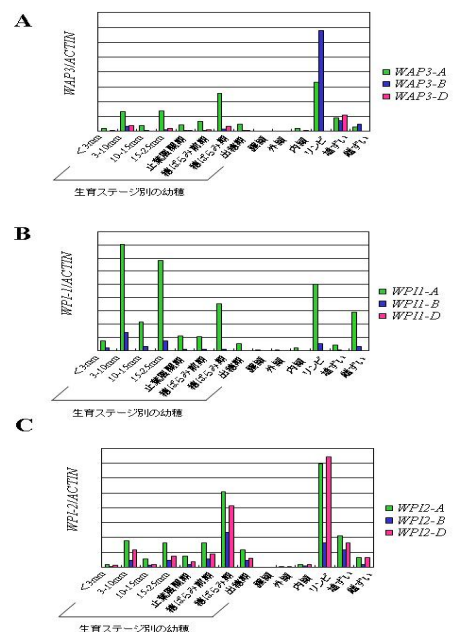 A
WAP3/ACTIN
WAP3-A
WAP3-B
WAP3-D
<3mm
3-10mm
10-15mm
15-25mm
止葉展開期
穂ばらみ前期
穂ばらみ期
出穂期
護穎
外穎
内穎
リンピ
雄ずい
雌ずい
生育ステージ別の幼穂
B
WPI-1/ACTIN
WPI1-A
WPI1-B
WPI1-D
<3mm
3-10mm
10-15mm
15-25mm
止葉展開期
穂ばらみ前期
穂ばらみ期
出穂期
護穎
外穎
内穎
リンピ
雄ずい
雌ずい
生育ステージ別の幼穂
C
WPI-2/ACTIN
WPI2-A
WPI2-B
WPI2-D
<3mm
3-10mm
10-15mm
15-25mm
止葉展開期
穂ばらみ前期
穂ばらみ期
出穂期
護穎
外穎
内穎
リンピ
雄ずい
雌ずい
生育ステージ別の幼穂